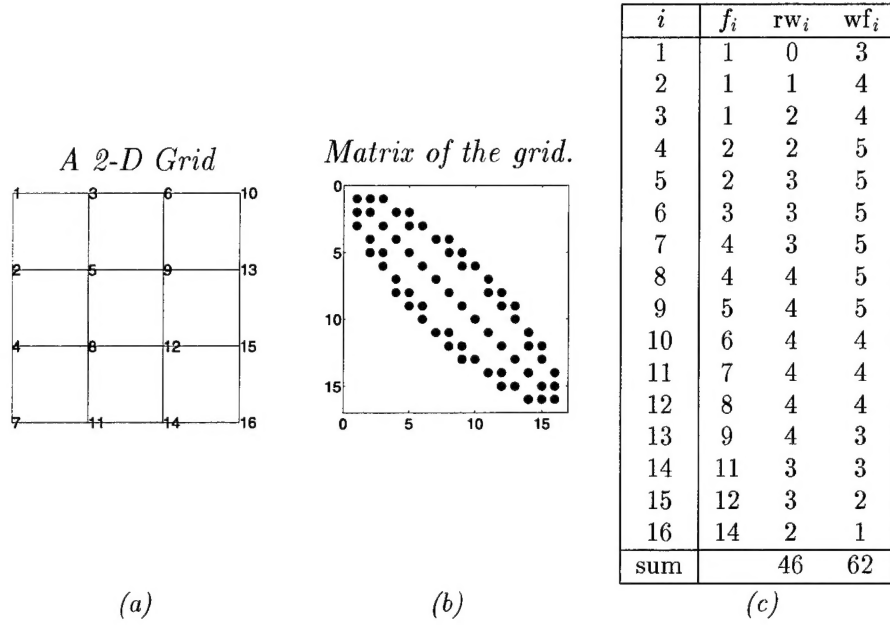 A 2-D Grid
1 3 6 10
2 5 9 13
4 8 12 15
7 11 14 16
(a)
Matrix of the grid.
0
5
10
15
0 5 10 15
(b)
i f_i rw_i wf_i
1 1 0 3
2 1 1 4
3 1 2 4
4 2 2 5
5 2 3 5
6 3 3 5
7 4 3 5
8 4 4 5
9 5 4 5
10 6 4 4
11 7 4 4
12 8 4 4
13 9 4 3
14 11 3 3
15 12 3 2
16 14 2 1
sum 46 62
(c)